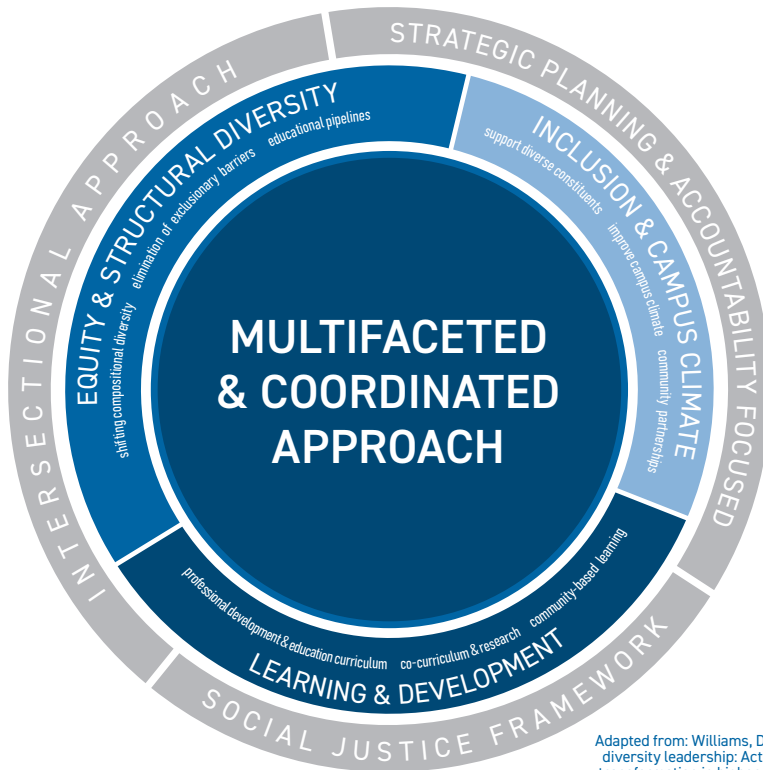 INTERSECTIONAL APPROACH
STRATEGIC PLANNING & ACCOUNTABILITY FOCUSED
SOCIAL JUSTICE FRAMEWORK
EQUITY & STRUCTURAL DIVERSITY
shifting compositional diversity elimination of exclusionary barriers educational pipelines
INCLUSION & CAMPUS CLIMATE
support diverse constituents improve campus climate community partnerships
MULTIFACETED
& COORDINATED
APPROACH
professional development & education curriculum co-curriculum & research community-based learning
LEARNING & DEVELOPMENT
Adapted from: Williams, D
diversity leadership: Act